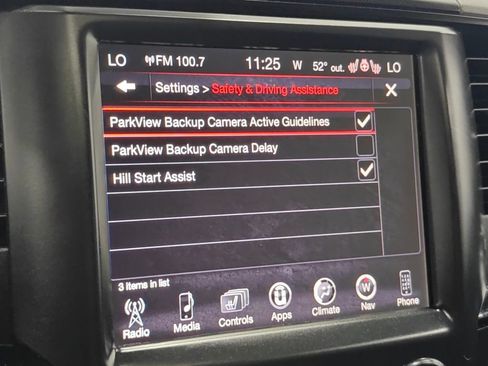 LO FM 100.7 11:25 W 52° out. LO
Settings > Safety & Driving Assistance X
ParkView Backup Camera Active Guidelines
ParkView Backup Camera Delay
Hill Start Assist
3 items in list
Radio Media Controls Apps Climate Nav Phone